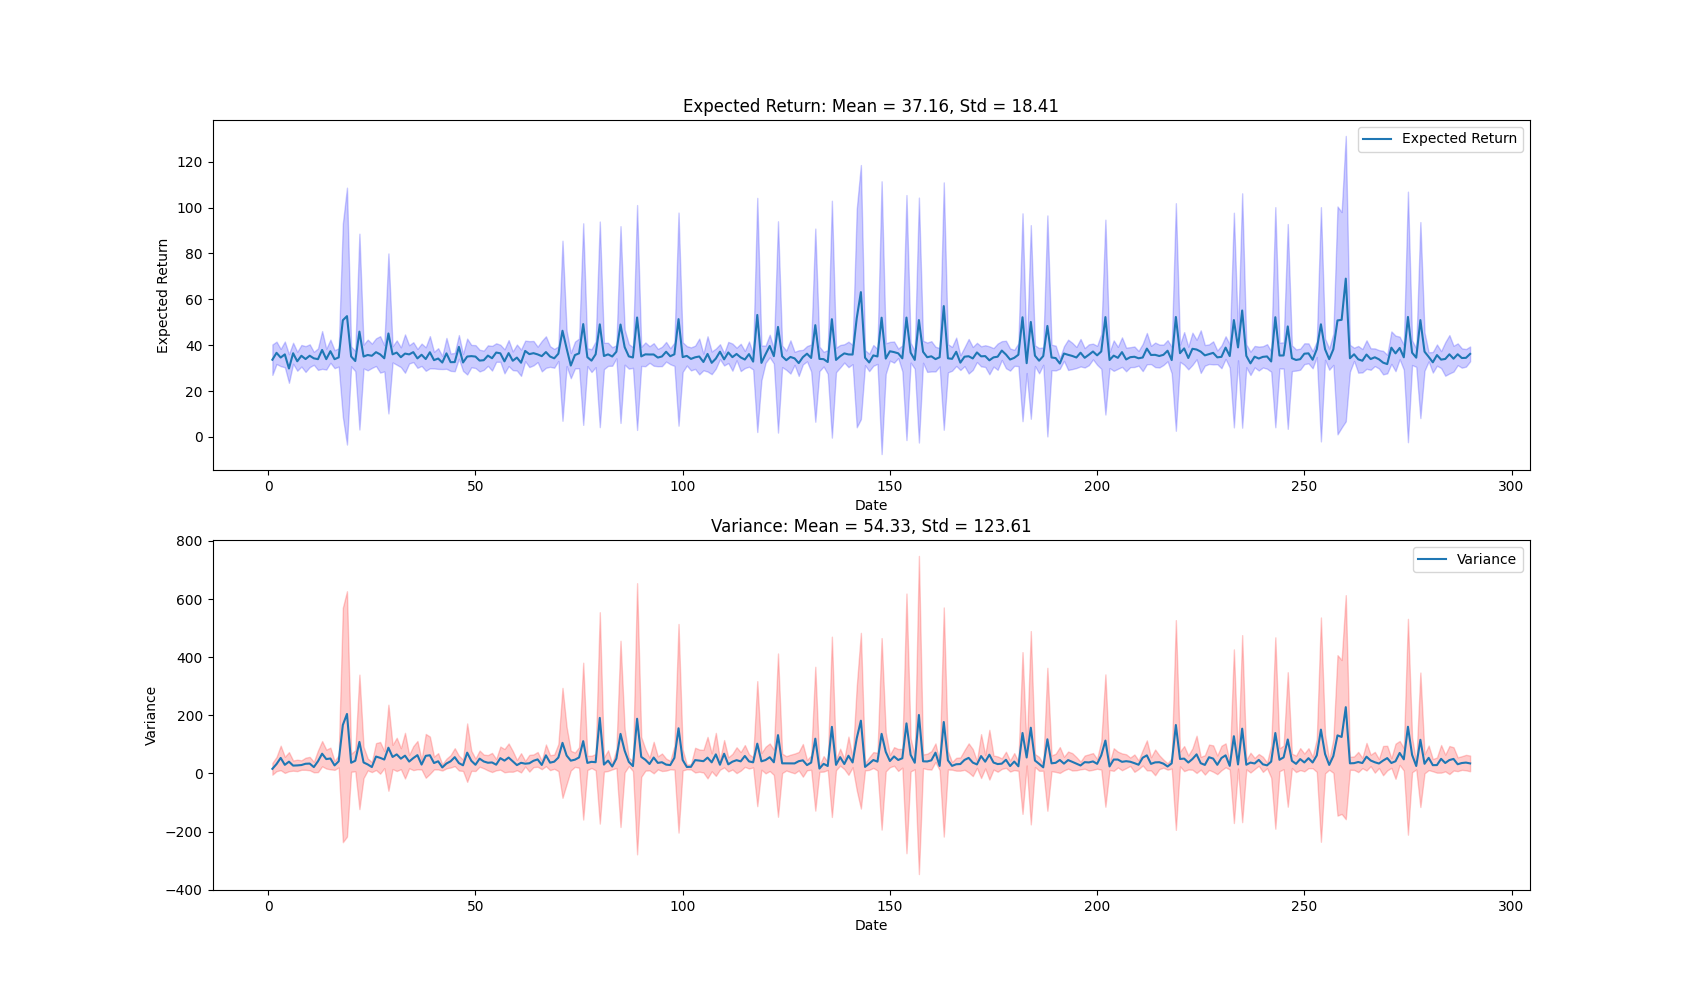 Expected Return: Mean = 37.16, Std = 18.41
Expected Return
120
100
80
60
40
20
0
Expected Return
0 50 100 150 200 250 300
Date
Variance: Mean = 54.33, Std = 123.61
Variance
800
600
400
200
0
−200
−400
Variance
0 50 100 150 200 250 300
Date